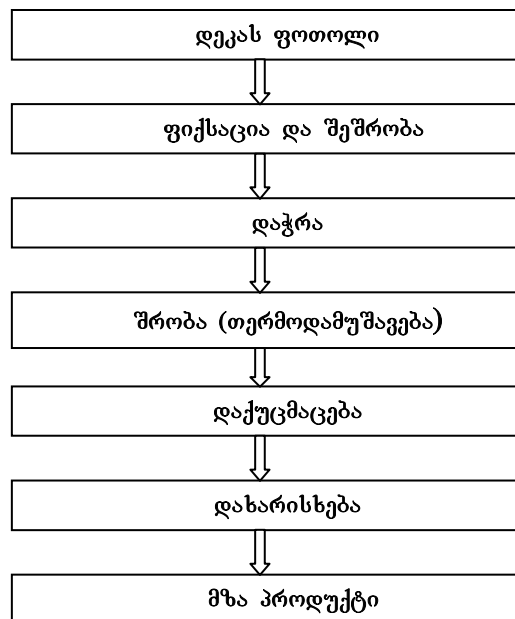 დეკას ფოთოლი
ფიქსაცია და შეშრობა
დაჭრა
შრობა (თერმოდამუშავება)
დაქუცმაცება
დახარისხება
მზა პროდუქტი